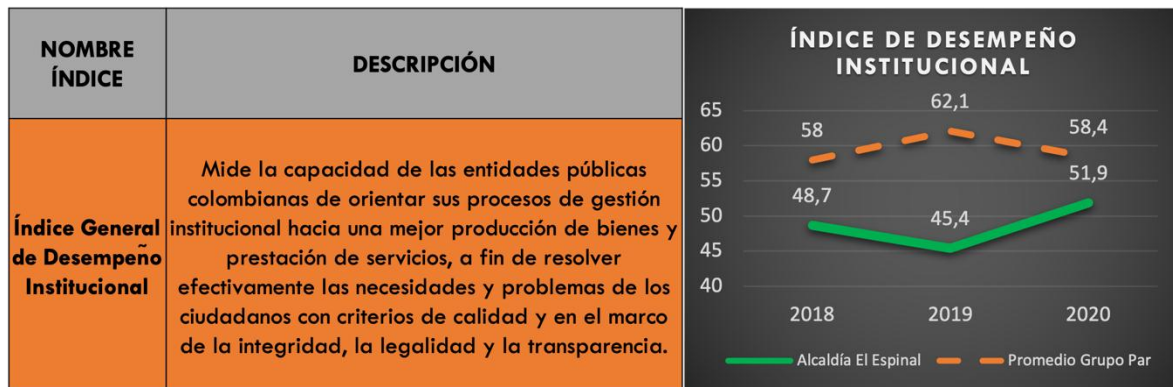 NOMBRE
ÍNDICE
DESCRIPCIÓN
Índice General
de Desempeño
Institucional
Mide la capacidad de las entidades públicas
colombianas de orientar sus procesos de gestión
institucional hacia una mejor producción de bienes y
prestación de servicios, a fin de resolver
efectivamente las necesidades y problemas de los
ciudadanos con criterios de calidad y en el marco
de la integridad, la legalidad y la transparencia.
ÍNDICE DE DESEMPEÑO
INSTITUCIONAL
65
60
55
50
45
40
58
62,1
58,4
48,7
45,4
51,9
2018
2019
2020
Alcaldía El Espinal
Promedio Grupo Par